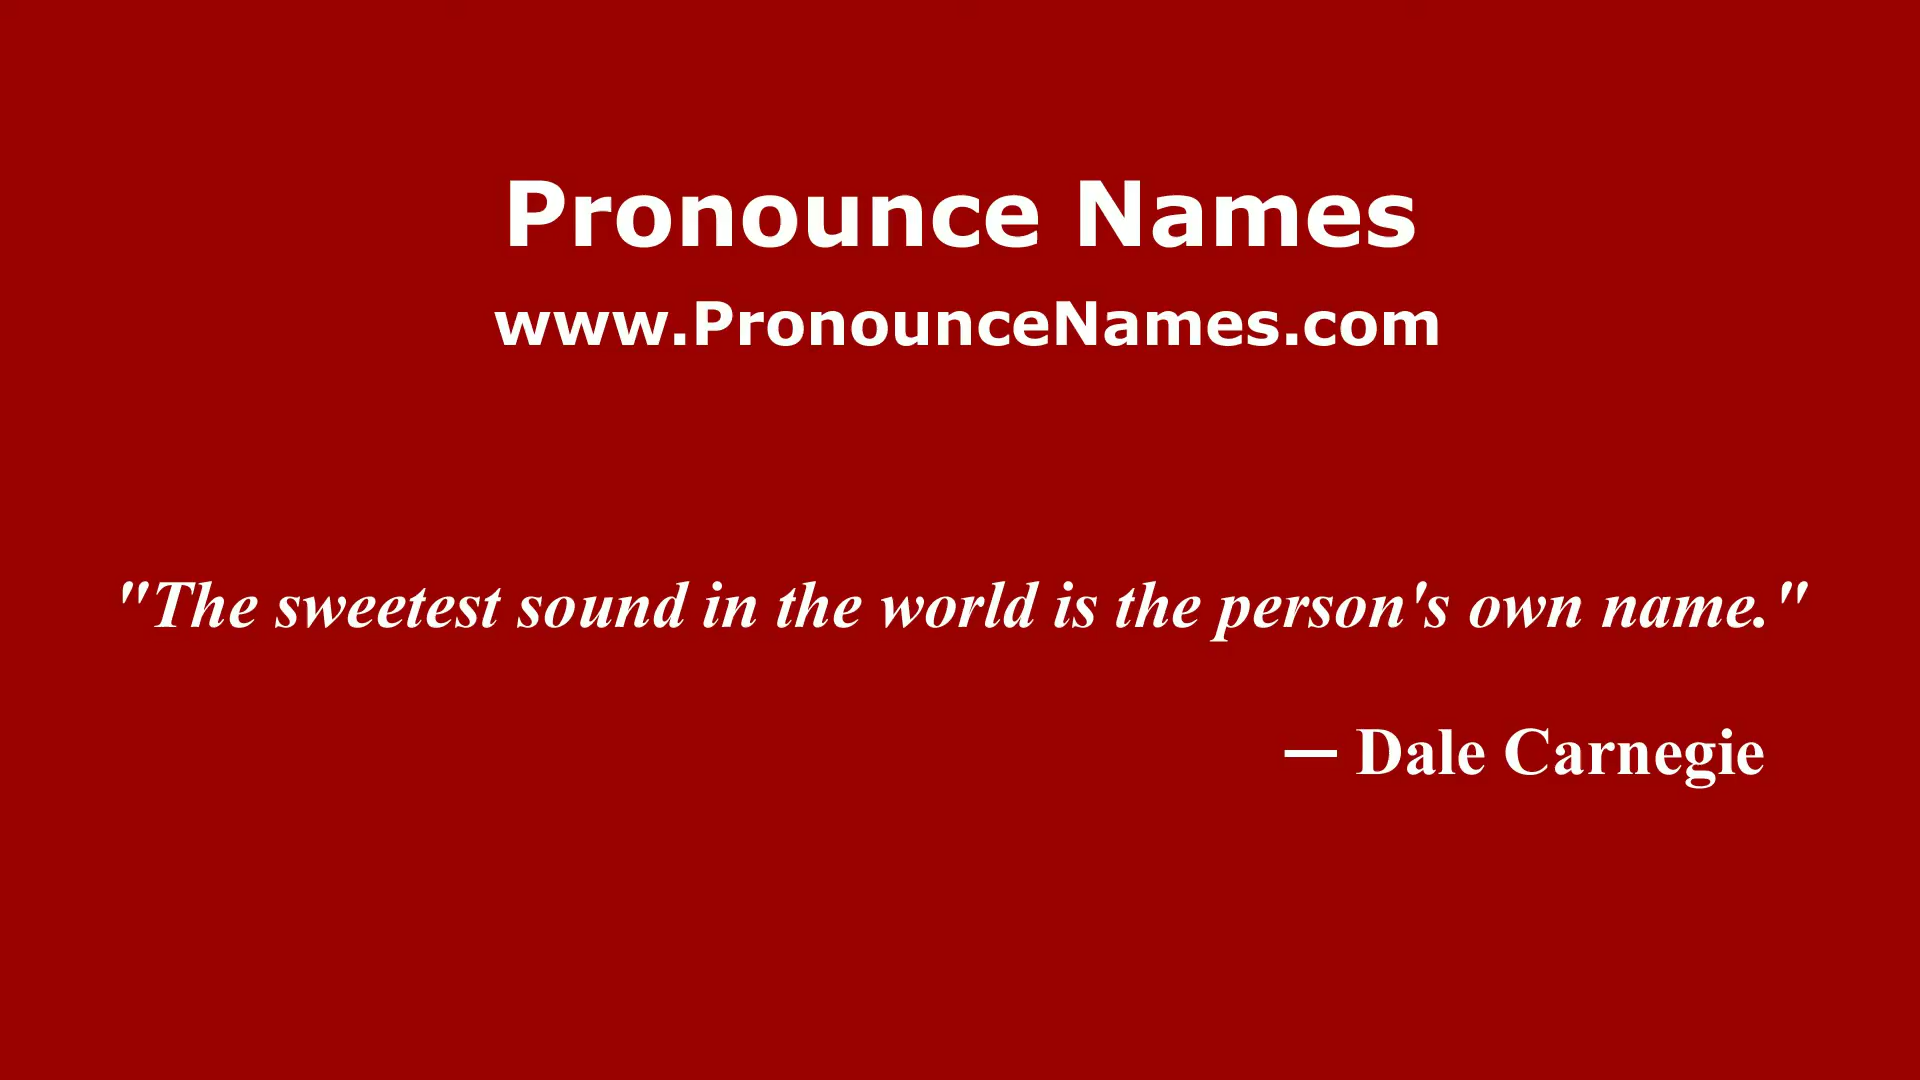 Pronounce Names
www.PronounceNames.com
"The sweetest sound in the world is the person's own name."
— Dale Carnegie